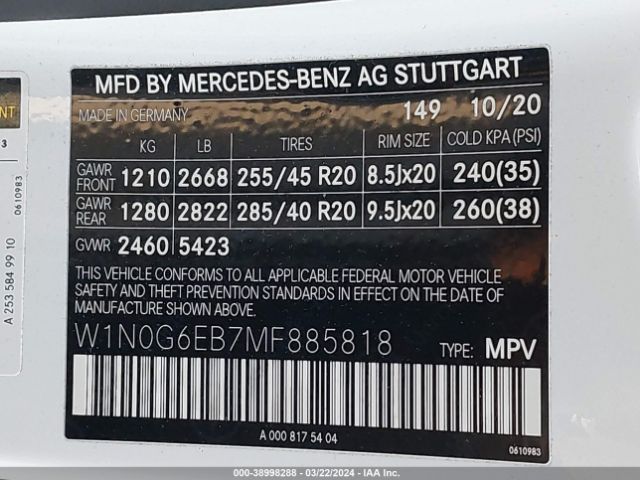 MFD BY MERCEDES-BENZ AG STUTTGART
MADE IN GERMANY 149 10/20
KG LB TIRES RIM SIZE COLD KPA (PSI)
GAWR FRONT 1210 2668 255/45 R20 8.5Jx20 240(35)
GAWR REAR 1280 2822 285/40 R20 9.5Jx20 260(38)
GVWR 2460 5423
THIS VEHICLE CONFORMS TO ALL APPLICABLE FEDERAL MOTOR VEHICLE
SAFETY AND THEFT PREVENTION STANDARDS IN EFFECT ON THE DATE OF
MANUFACTURE SHOWN ABOVE.
W1N0G6EB7MF885818 TYPE: MPV
A 000 817 54 04
0610983
0610983
A 253 584 99 10
000-38998288 - 03/22/2024 - IAA Inc.